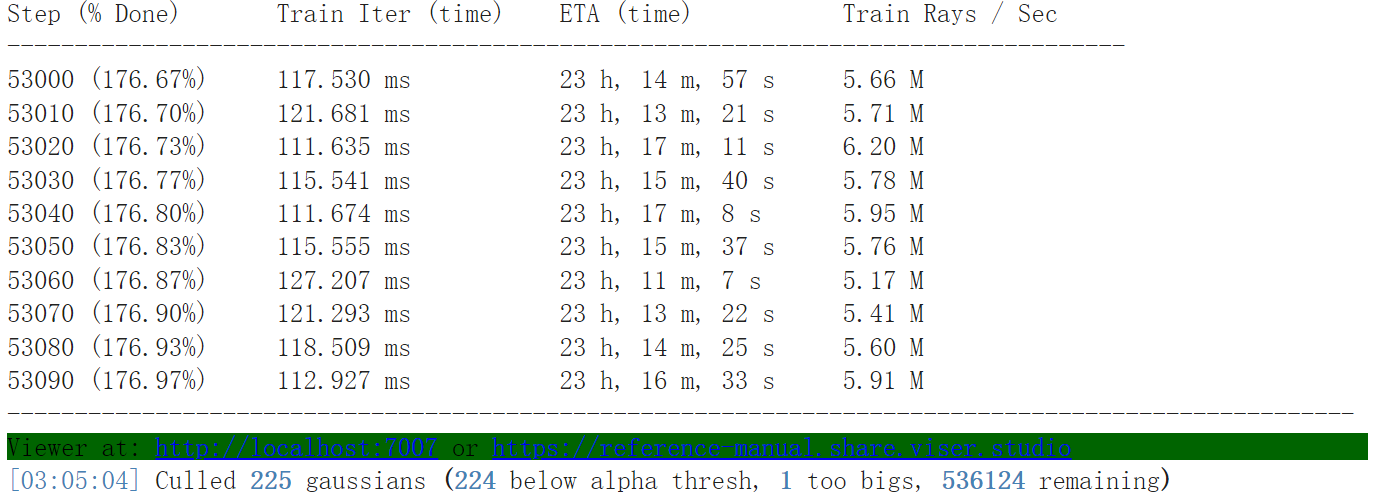 Step (% Done) Train Iter (time) ETA (time) Train Rays / Sec
53000 (176.67%) 117.530 ms 23 h, 14 m, 57 s 5.66 M
53010 (176.70%) 121.681 ms 23 h, 13 m, 21 s 5.71 M
53020 (176.73%) 111.635 ms 23 h, 17 m, 11 s 6.20 M
53030 (176.77%) 115.541 ms 23 h, 15 m, 40 s 5.78 M
53040 (176.80%) 111.674 ms 23 h, 17 m, 8 s 5.95 M
53050 (176.83%) 115.555 ms 23 h, 15 m, 37 s 5.76 M
53060 (176.87%) 127.207 ms 23 h, 11 m, 7 s 5.17 M
53070 (176.90%) 121.293 ms 23 h, 13 m, 22 s 5.41 M
53080 (176.93%) 118.509 ms 23 h, 14 m, 25 s 5.60 M
53090 (176.97%) 112.927 ms 23 h, 16 m, 33 s 5.91 M
Viewer at: http://localhost:7007 or https://reference-manual.share.viser.studio
[03:05:04] Culled 225 gaussians (224 below alpha thresh, 1 too bigs, 536124 remaining)